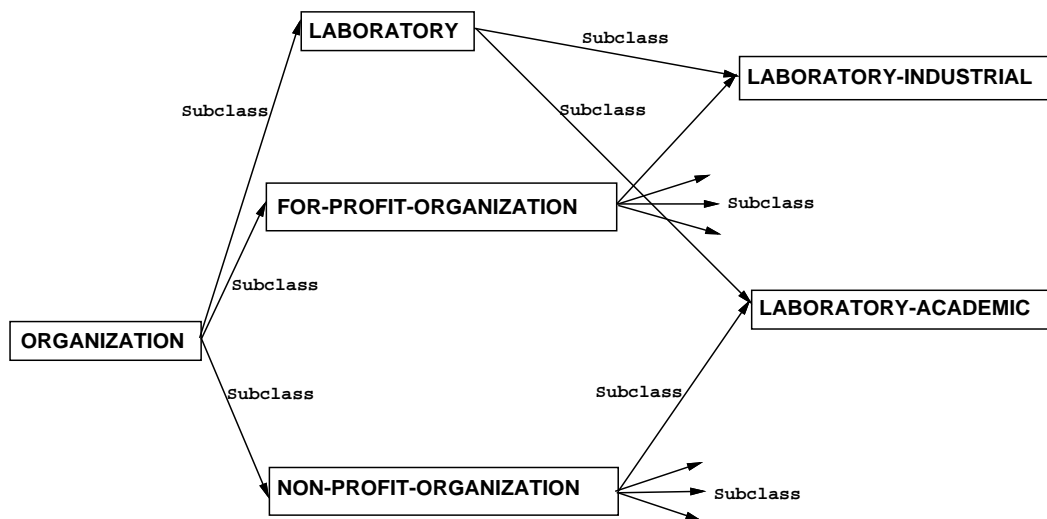 LABORATORY
Subclass
LABORATORY-INDUSTRIAL
Subclass
Subclass
FOR-PROFIT-ORGANIZATION
Subclass
Subclass
LABORATORY-ACADEMIC
ORGANIZATION
Subclass
Subclass
NON-PROFIT-ORGANIZATION
Subclass